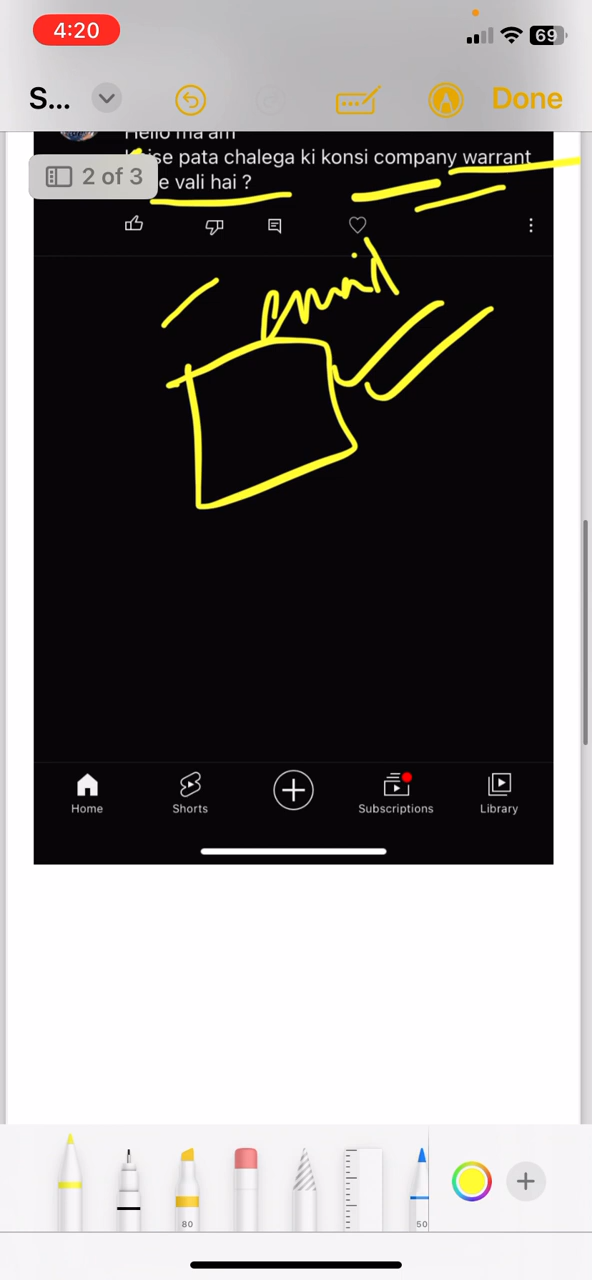 4:20
69
S...
Done
Hello ma am
se pata chalega ki konsi company warrant
2 of 3
e vali hai ?
email
Home
Shorts
Subscriptions
Library
80
50